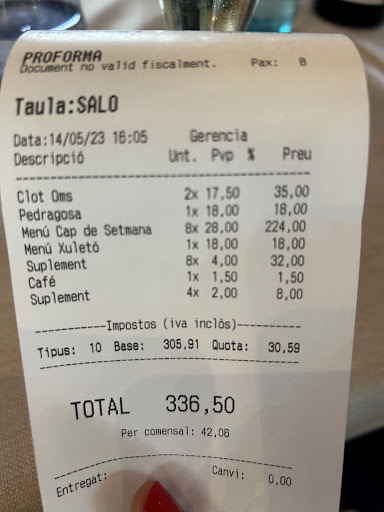 PROFORMA
Document no valid fiscalment. Pax: 8
Taula:SALO
Data:14/05/23 16:05 Gerencia
Descripció Unt. Pvp % Preu
Clot Oms 2x 17,50 35,00
Pedragosa 1x 18,00 18,00
Menú Cap de Setmana 8x 28,00 224,00
Menú Xuletó 1x 18,00 18,00
Suplement 8x 4,00 32,00
Café 1x 1,50 1,50
Suplement 4x 2,00 8,00
-----------Impostos (iva inclòs)-----------
Tipus: 10 Base: 305,91 Quota: 30,59
TOTAL 336,50
Per comensal: 42,06
Entregat: Canvi: 0,00